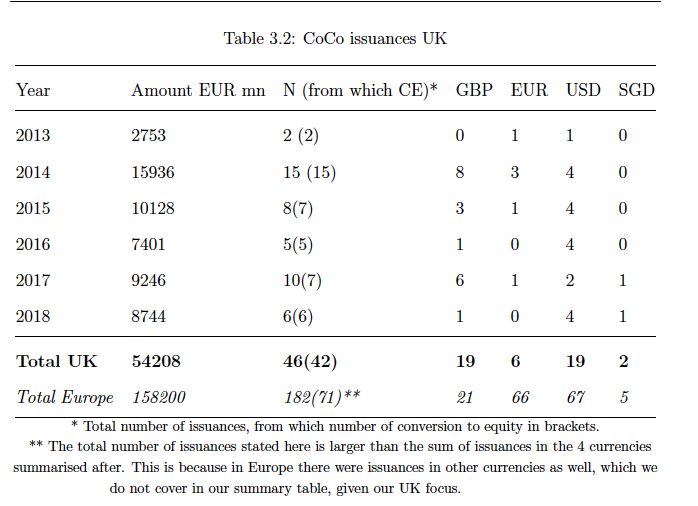 Table 3.2: CoCo issuances UK
Year Amount EUR mn N (from which CE)* GBP EUR USD SGD
2013 2753 2 (2) 0 1 1 0
2014 15936 15 (15) 8 3 4 0
2015 10128 8(7) 3 1 4 0
2016 7401 5(5) 1 0 4 0
2017 9246 10(7) 6 1 2 1
2018 8744 6(6) 1 0 4 1
Total UK 54208 46(42) 19 6 19 2
Total Europe 158200 182(71)** 21 66 67 5
* Total number of issuances, from which number of conversion to equity in brackets.
** The total number of issuances stated here is larger than the sum of issuances in the 4 currencies
summarised after. This is because in Europe there were issuances in other currencies as well, which we
do not cover in our summary table, given our UK focus.